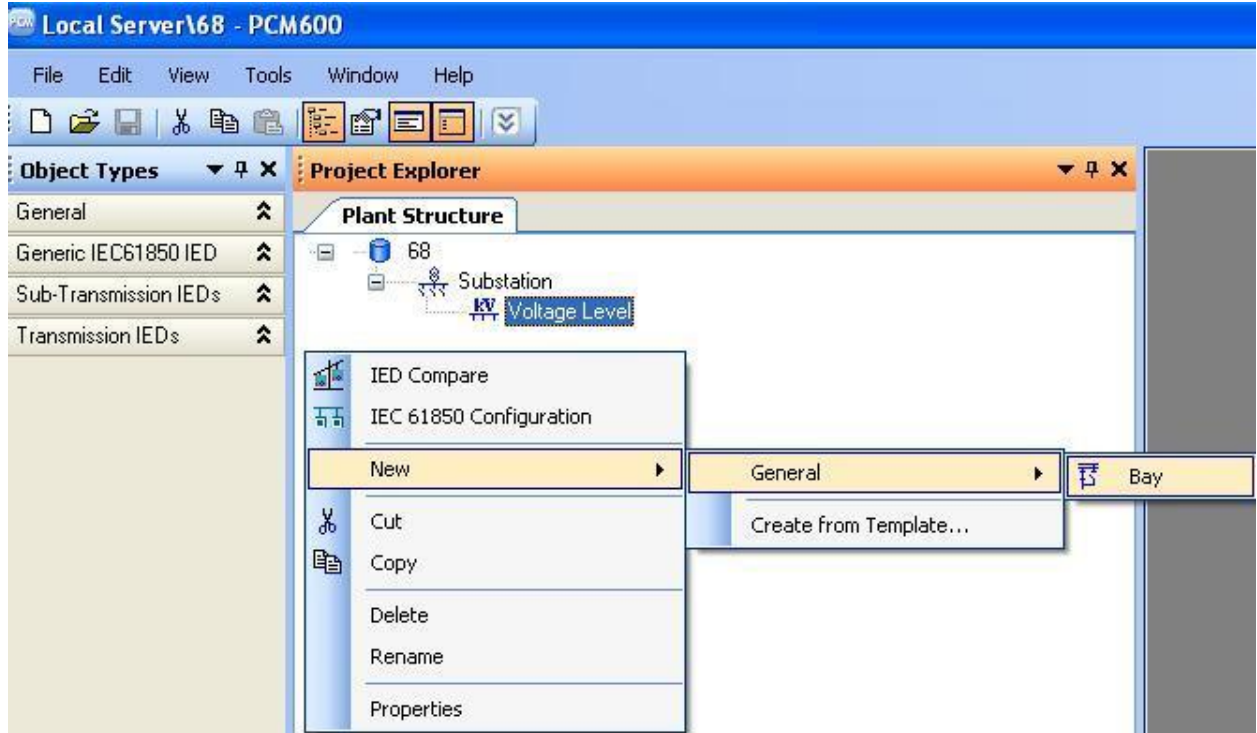 Local Server\68 - PCM600
File Edit View Tools Window Help
Object Types
Project Explorer
General
Plant Structure
Generic IEC61850 IED
68
Sub-Transmission IEDs
Substation
Transmission IEDs
kV Voltage Level
IED Compare
IEC 61850 Configuration
New
General
Bay
Cut
Create from Template...
Copy
Delete
Rename
Properties